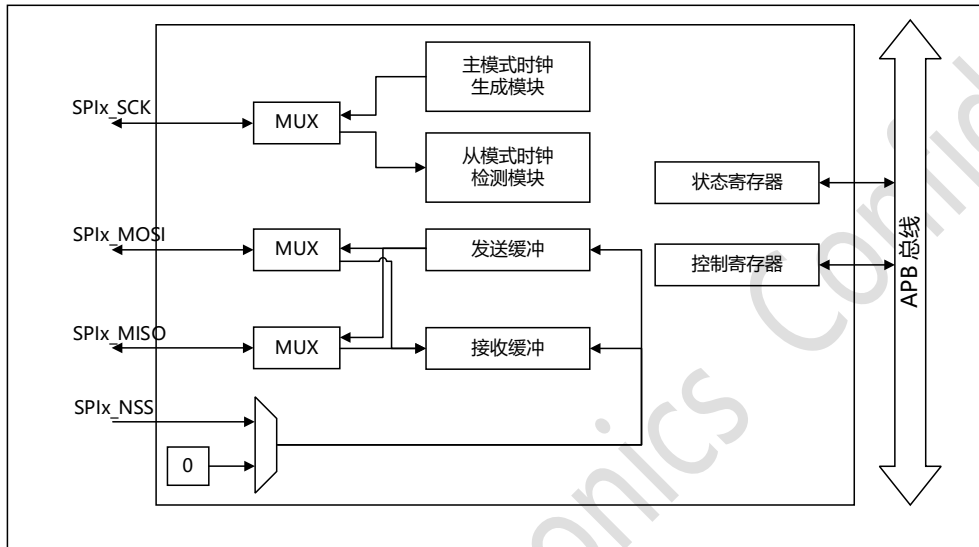 主模式时钟
生成模块
SPIx_SCK
MUX
从模式时钟
检测模块
状态寄存器
SPIx_MOSI
MUX
发送缓冲
控制寄存器
APB 总线
SPIx_MISO
MUX
接收缓冲
SPIx_NSS
0
onics Confid